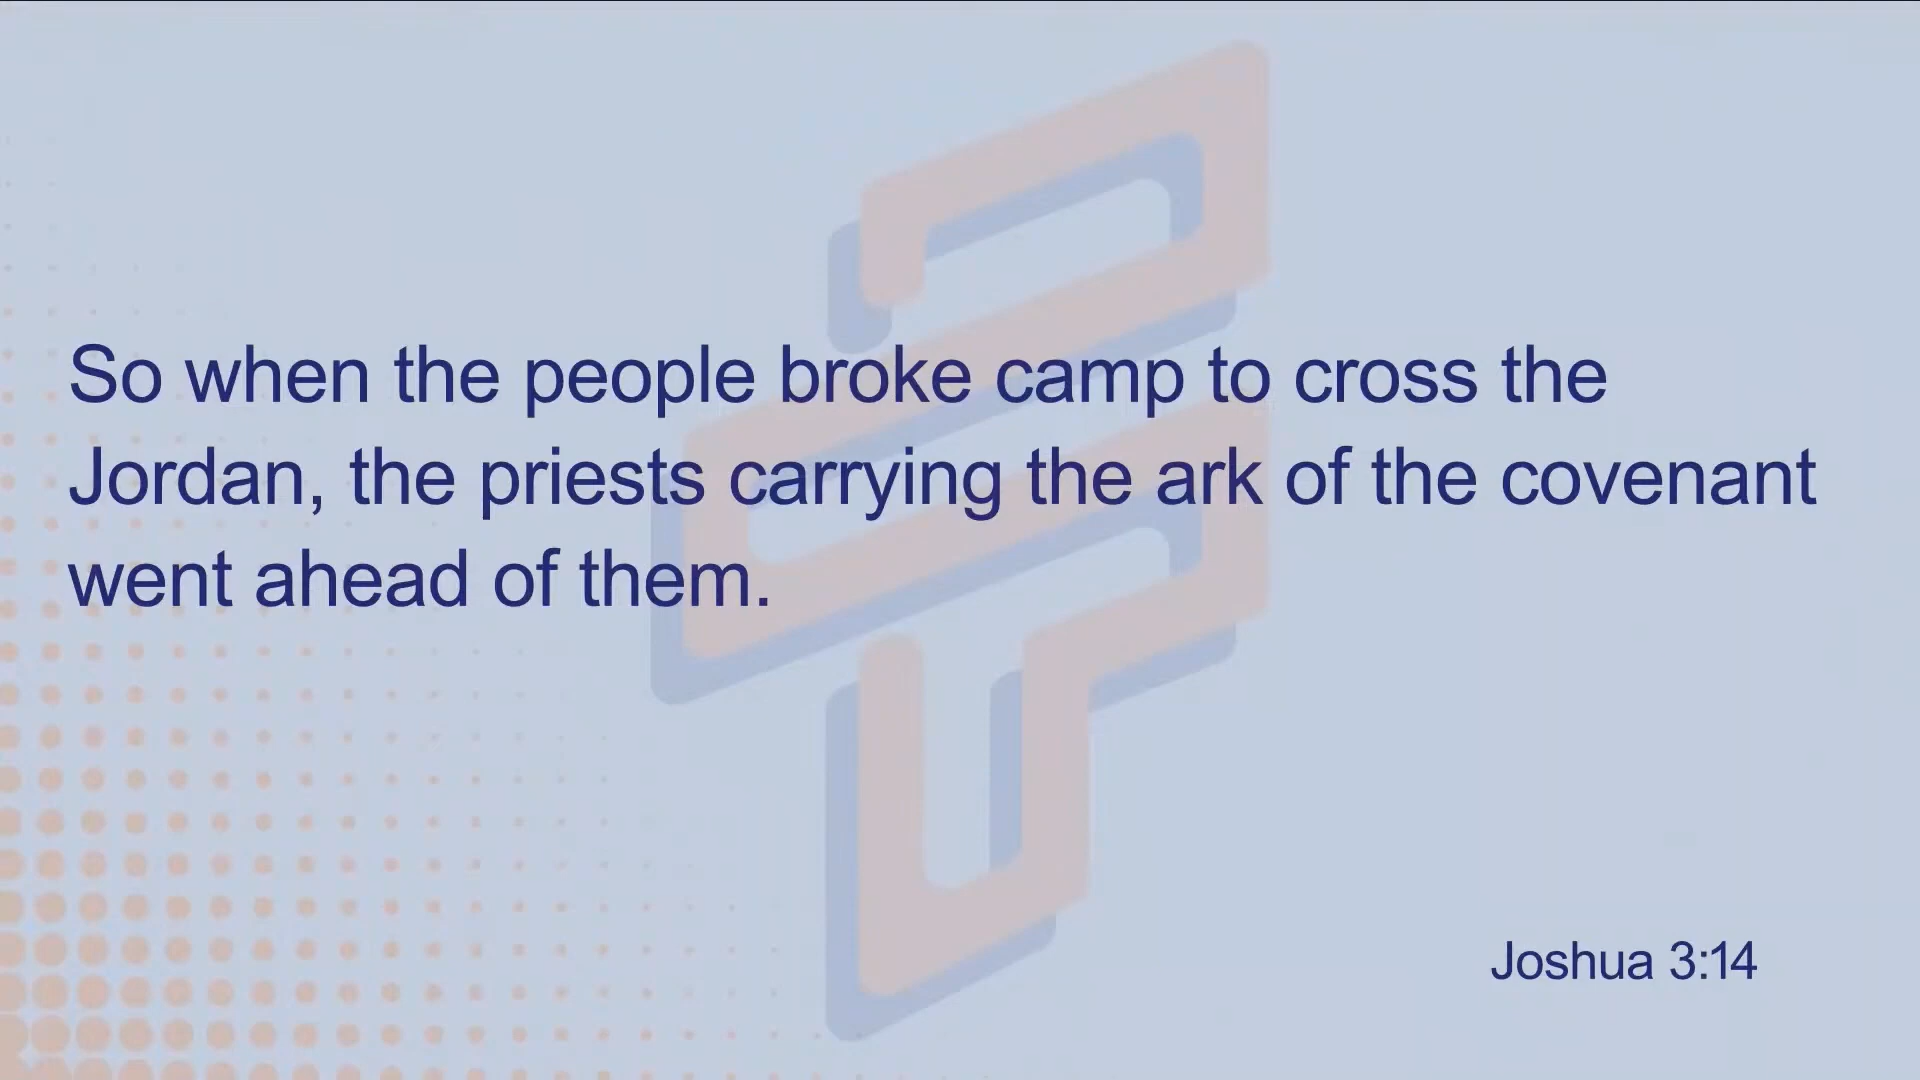 So when the people broke camp to cross the
Jordan, the priests carrying the ark of the covenant
went ahead of them.
Joshua 3:14